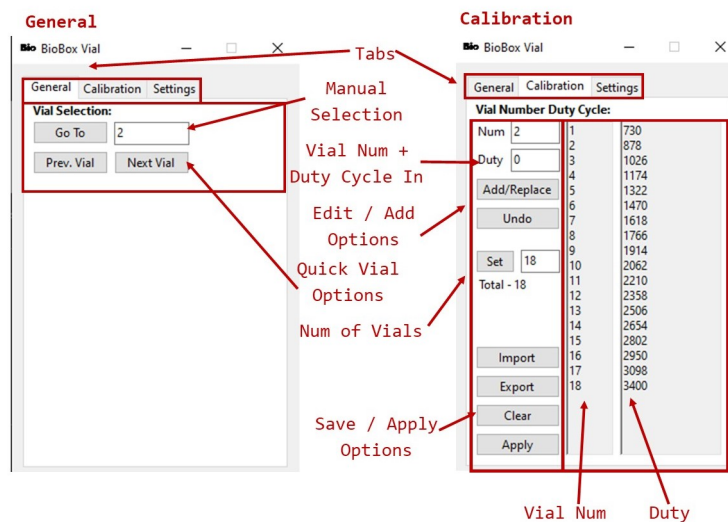 General
Bio BioBox Vial
General Calibration Settings
Vial Selection:
Go To 2
Prev. Vial Next Vial
Tabs
Manual
Selection
Vial Num +
Duty Cycle In
Edit / Add
Options
Quick Vial
Options
Num of Vials
Save / Apply
Options
Calibration
Bio BioBox Vial
General Calibration Settings
Vial Number Duty Cycle:
Num 2
Duty 0
Add/Replace
Undo
Set 18
Total - 18
Import
Export
Clear
Apply
1 730
2 878
3 1026
4 1174
5 1322
6 1470
7 1618
8 1766
9 1914
10 2062
11 2210
12 2358
13 2506
14 2654
15 2802
16 2950
17 3098
18 3400
Vial Num Duty